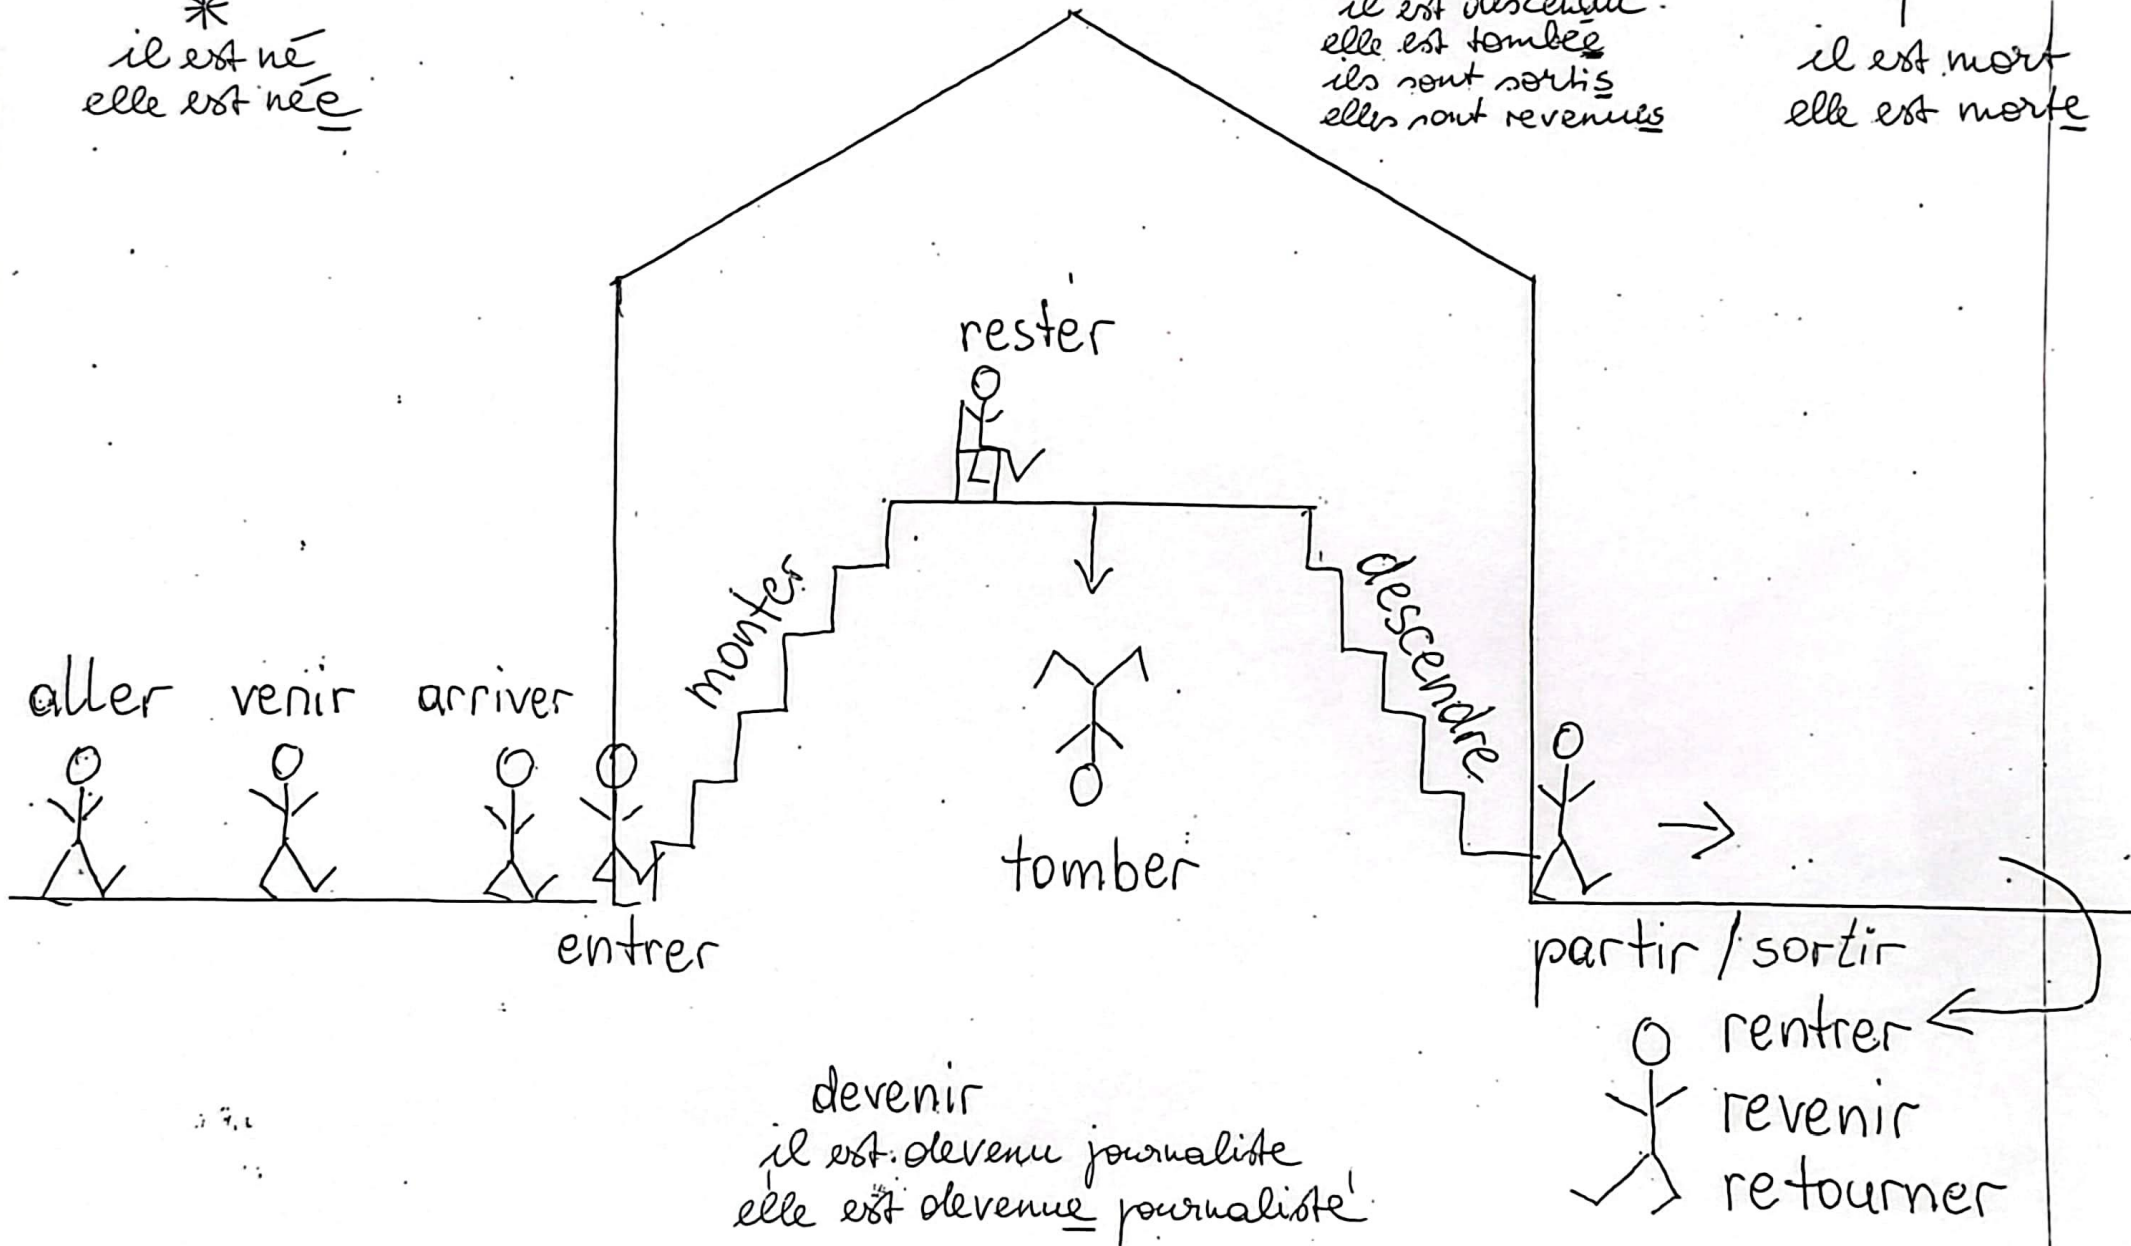 il est né
elle est née
il est descendu.
elle est tombée
ils sont sortis
elles sont revenues
il est mort
elle est morte
rester
monter
descendre
aller venir arriver
tomber
entrer
partir / sortir
rentrer
revenir
retourner
devenir
il est devenu journaliste
elle est devenue journaliste